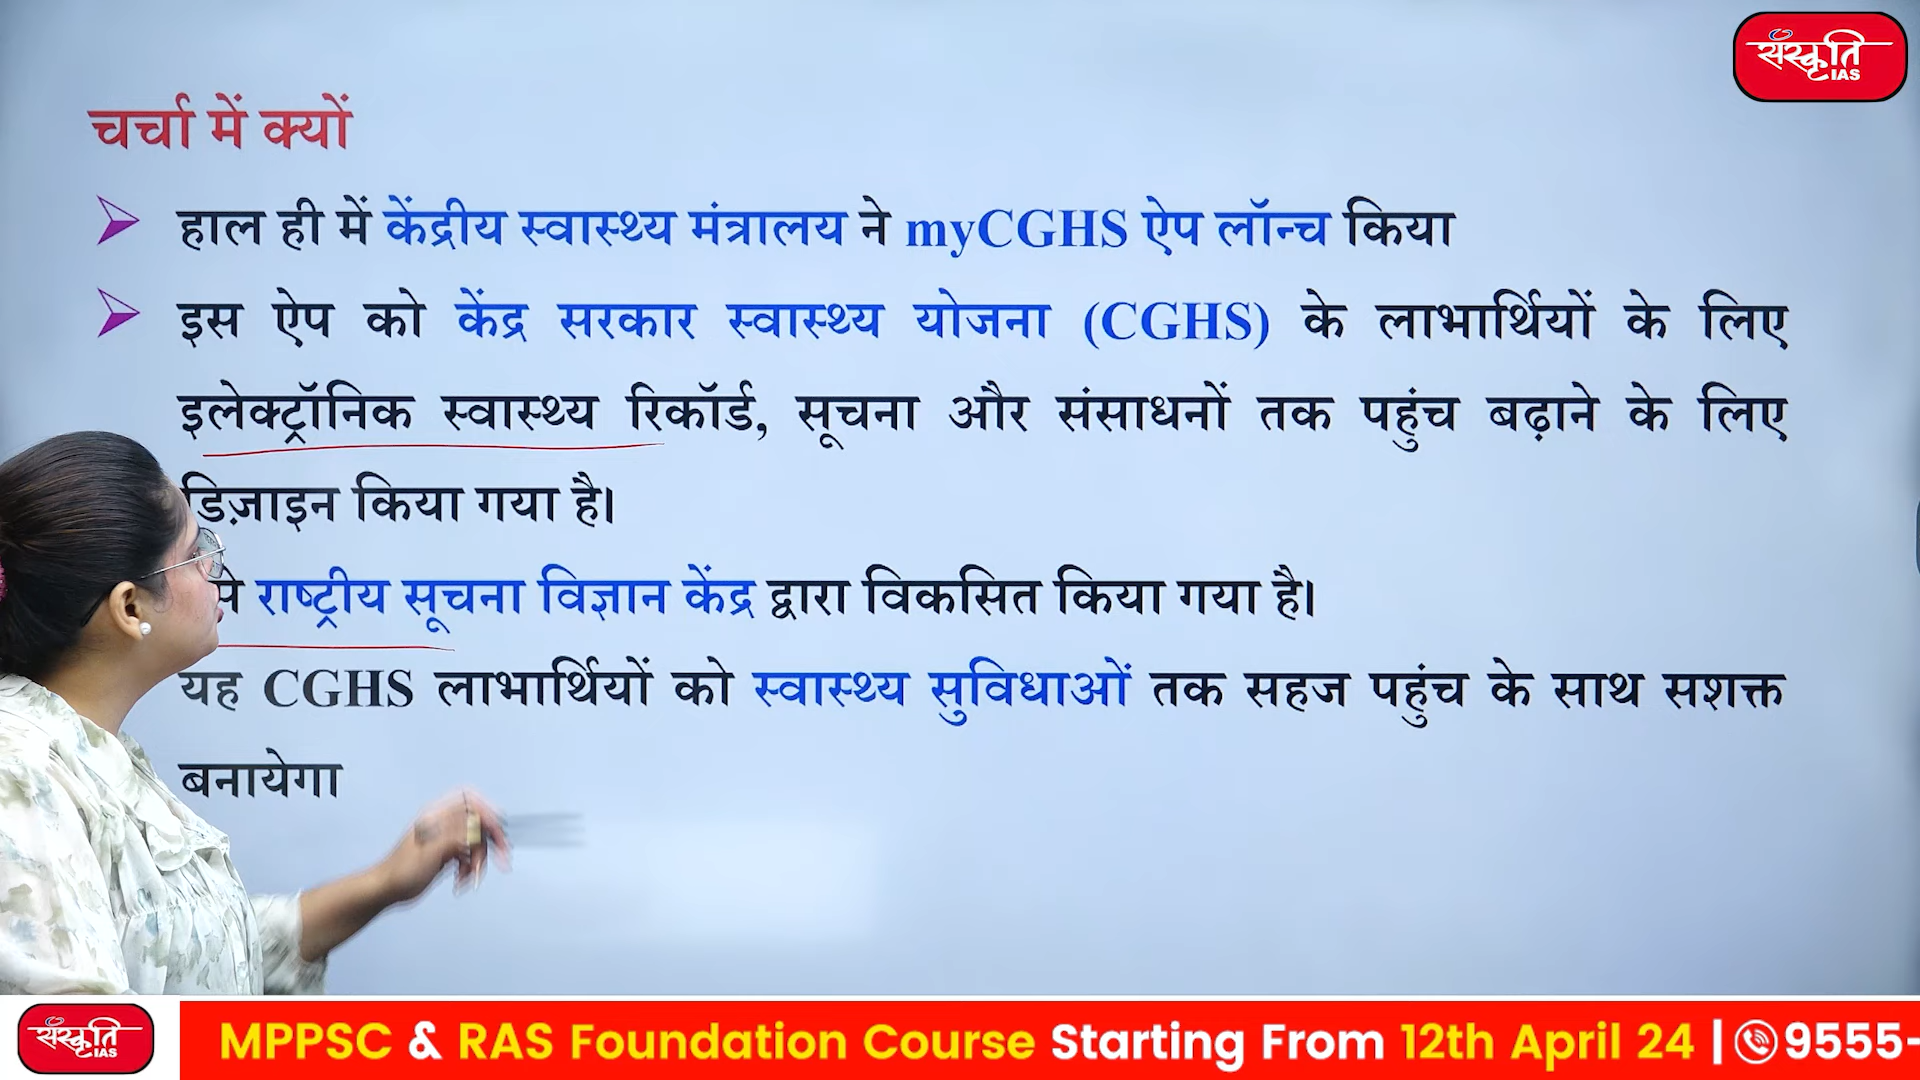 संस्कृति
IAS
चर्चा में क्यों
हाल ही में केंद्रीय स्वास्थ्य मंत्रालय ने myCGHS ऐप लॉन्च किया
इस ऐप को केंद्र सरकार स्वास्थ्य योजना (CGHS) के लाभार्थियों के लिए
इलेक्ट्रॉनिक स्वास्थ्य रिकॉर्ड, सूचना और संसाधनों तक पहुंच बढ़ाने के लिए
डिज़ाइन किया गया है।
राष्ट्रीय सूचना विज्ञान केंद्र द्वारा विकसित किया गया है।
यह CGHS लाभार्थियों को स्वास्थ्य सुविधाओं तक सहज पहुंच के साथ सशक्त
बनायेगा
संस्कृति
IAS
MPPSC & RAS Foundation Course Starting From 12th April 24 | 9555-